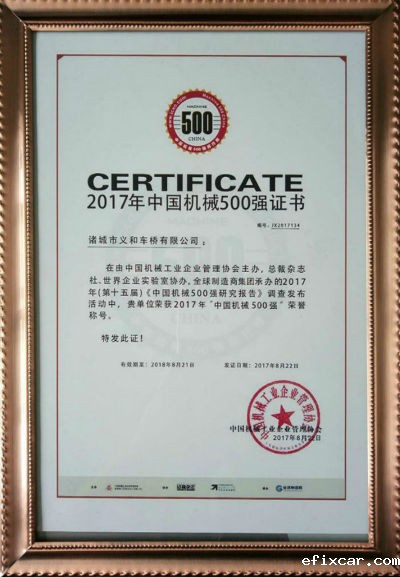 MACHINE
500
CHINA
CERTIFICATE
2017年中国机械500强证书
编号：JX2017134
诸城市义和车桥有限公司：
在由中国机械工业企业管理协会主办，总裁杂志
社、世界企业实验室协办，全球制造商集团承办的2017
年(第十五届)《中国机械500强研究报告》调查发布
活动中，贵单位荣获2017年"中国机械500强"荣誉
称号。
特发此证！
有效期至：2018年8月21日 发证日期：2017年8月22日
中国机械工业企业管理协会
2017年8月22日
efixcar.com